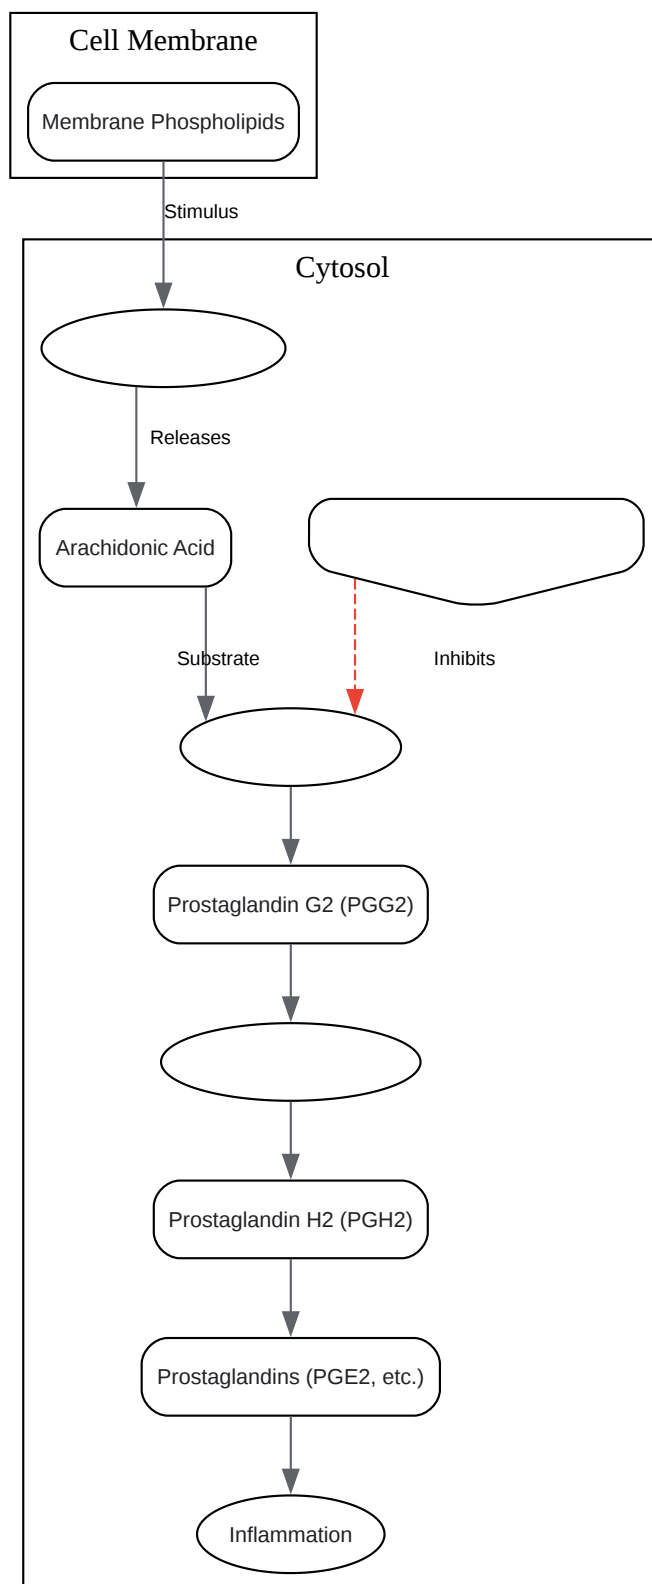 Cell Membrane
Membrane Phospholipids
Stimulus
Cytosol
Releases
Arachidonic Acid
Substrate
Inhibits
Prostaglandin G2 (PGG2)
Prostaglandin H2 (PGH2)
Prostaglandins (PGE2, etc.)
Inflammation